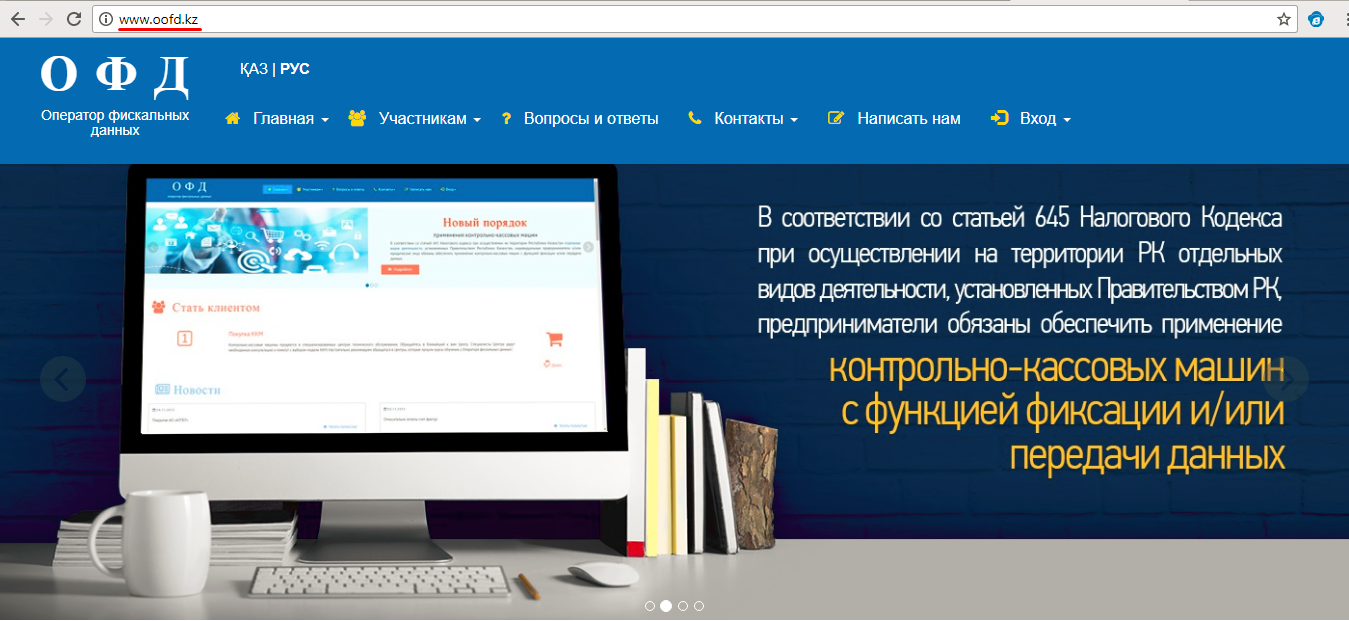 www.oofd.kz
О Ф Д
Оператор фискальных
данных
ҚАЗ | РУС
Главная
Участникам
? Вопросы и ответы
Контакты
Написать нам
Вход
О Ф Д
Новый порядок
применения контрольно-кассовых машин
Стать клиентом
1
Покупка ККМ
Новости
В соответствии со статьей 645 Налогового Кодекса
при осуществлении на территории РК отдельных
видов деятельности, установленных Правительством РК,
предприниматели обязаны обеспечить применение
контрольно-кассовых машин
с функцией фиксации и/или
передачи данных